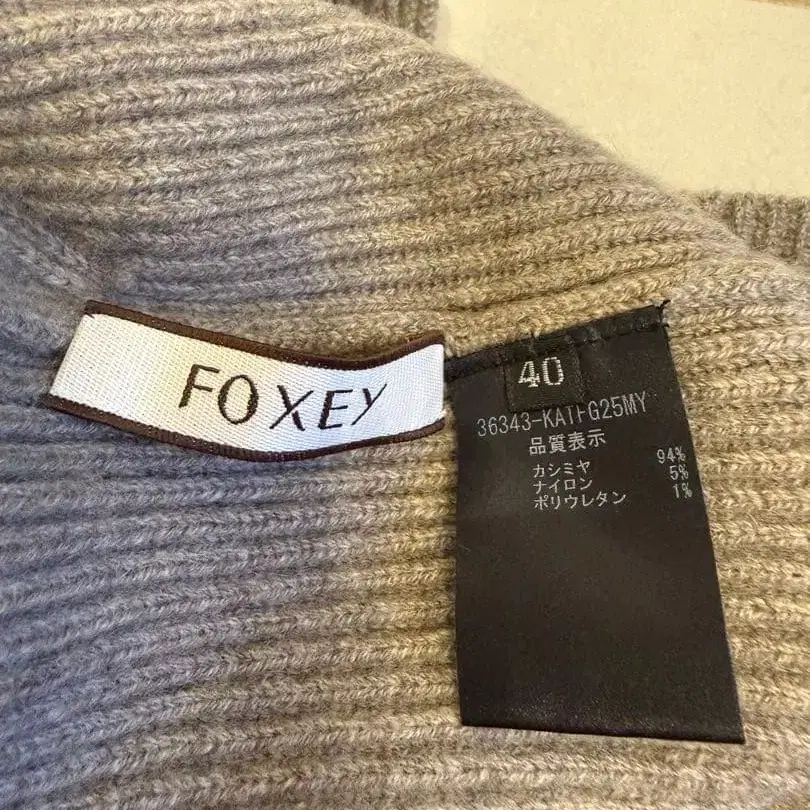 FOXEY
40
36343-KATFG25MY
品質表示
カシミヤ 94%
ナイロン 5%
ポリウレタン 1%